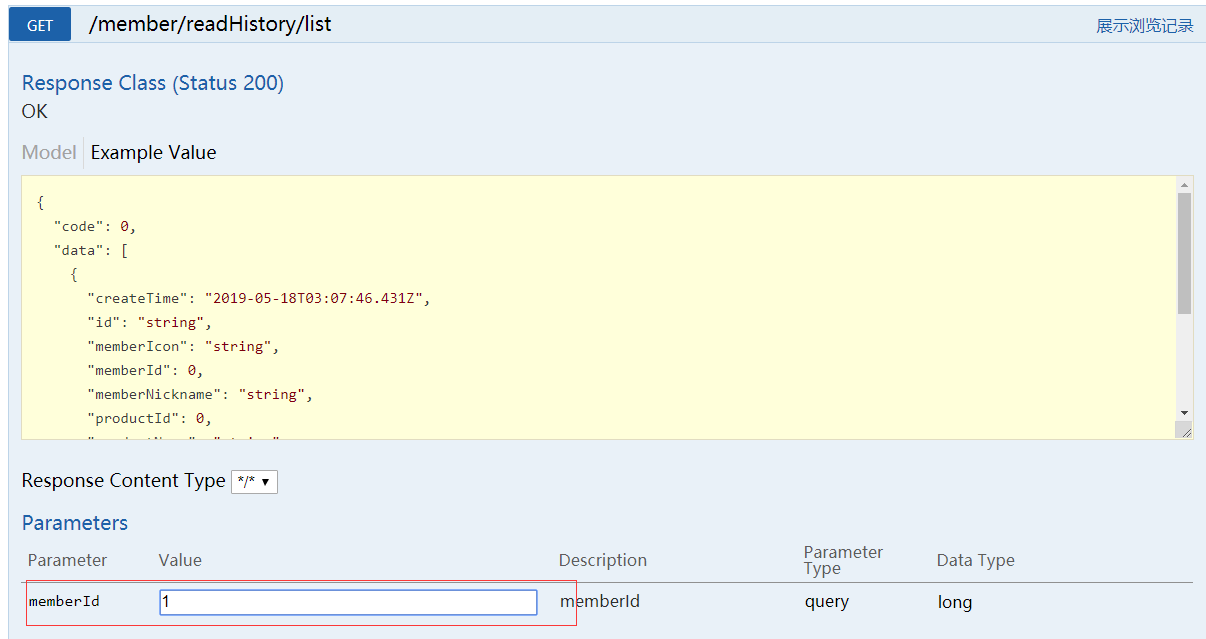 GET /member/readHistory/list 展示浏览记录
Response Class (Status 200)
OK
Model Example Value
{
"code": 0,
"data": [
{
"createTime": "2019-05-18T03:07:46.431Z",
"id": "string",
"memberIcon": "string",
"memberId": 0,
"memberNickname": "string",
"productId": 0,
Response Content Type */*
Parameters
Parameter Value Description Parameter Type Data Type
memberId 1 memberId query long